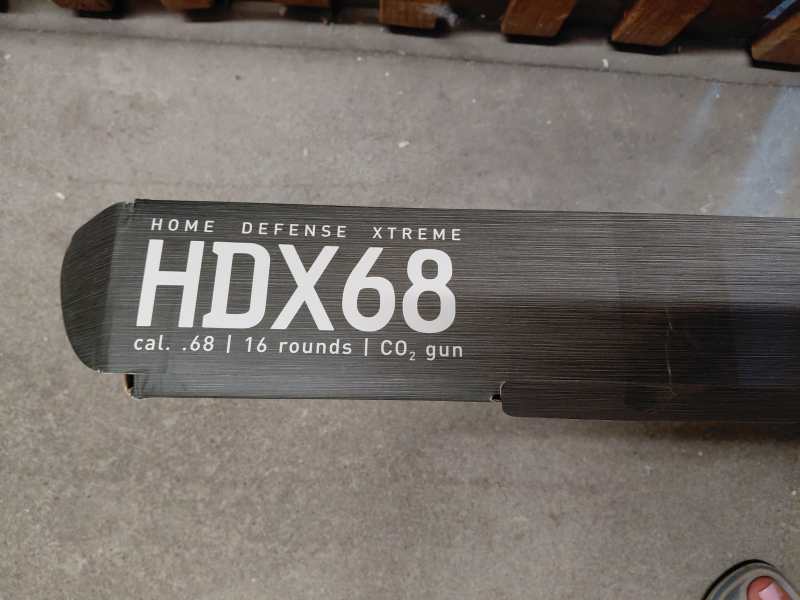 HOME DEFENSE XTREME
HDX68
cal. .68 | 16 rounds | CO₂ gun